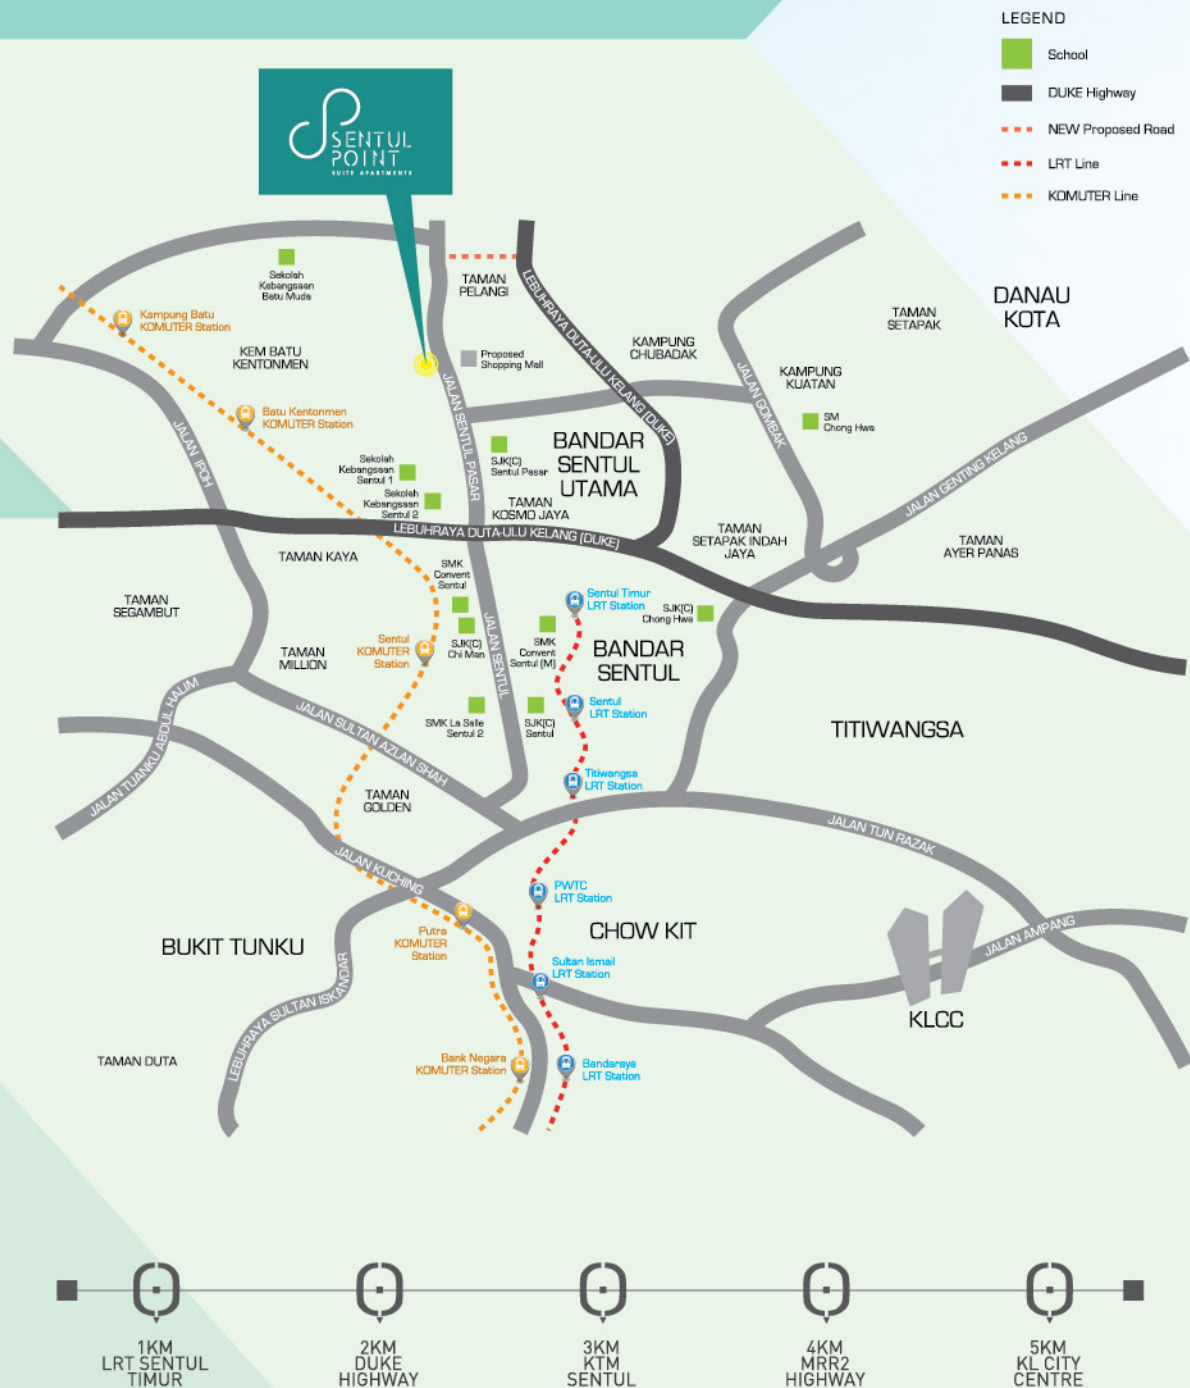 LEGEND
School
DUKE Highway
NEW Proposed Road
LRT Line
KOMUTER Line
SENTUL
POINT
SUITE APARTMENTS
Sekolah
Kebangsaan
Batu Muda
TAMAN
PELANGI
DANAU
KOTA
TAMAN
SETAPAK
Kampung Batu
KOMUTER Station
KEM BATU
KENTONMEN
Proposed
Shopping Mall
KAMPUNG
CHUBADAK
LEBUHRAYA DUTA-ULU KELANG (DUKE)
KAMPUNG
KUATAN
JALAN GOMBAK
SM
Chong Hwa
Batu Kentonmen
KOMUTER Station
JALAN IPOH
JALAN SENTUL PASAR
Sekolah
Kebangsaan
Sentul 1
Sekolah
Kebangsaan
Sentul 2
SJK(C)
Sentul Pasar
BANDAR
SENTUL
UTAMA
TAMAN
KOSMO JAYA
JALAN GENTING KELANG
LEBUHRAYA DUTA-ULU KELANG (DUKE)
TAMAN
SETAPAK INDAH
JAYA
TAMAN
AYER PANAS
TAMAN KAYA
TAMAN
SEGAMBUT
SMK
Convent
Sentul
SJK(C)
Chi Man
JALAN SENTUL
Sentul Timur
LRT Station
SJK(C)
Chong Hwa
SMK
Convent
Sentul (M)
BANDAR
SENTUL
Sentul
KOMUTER
Station
TAMAN
MILLION
JALAN TUANKU ABDUL HALIM
JALAN SULTAN AZLAN SHAH
SMK La Salle
Sentul 2
SJK(C)
Sentul
Sentul
LRT Station
TITIWANGSA
Titiwangsa
LRT Station
TAMAN
GOLDEN
JALAN TUN RAZAK
JALAN KUCHING
PWTC
LRT Station
Putra
KOMUTER
Station
CHOW KIT
BUKIT TUNKU
JALAN AMPANG
Sultan Ismail
LRT Station
LEBUHRAYA SULTAN ISKANDAR
KLCC
TAMAN DUTA
Bank Negara
KOMUTER Station
Bandaraya
LRT Station
1KM
LRT SENTUL
TIMUR
2KM
DUKE
HIGHWAY
3KM
KTM
SENTUL
4KM
MRR2
HIGHWAY
5KM
KL CITY
CENTRE